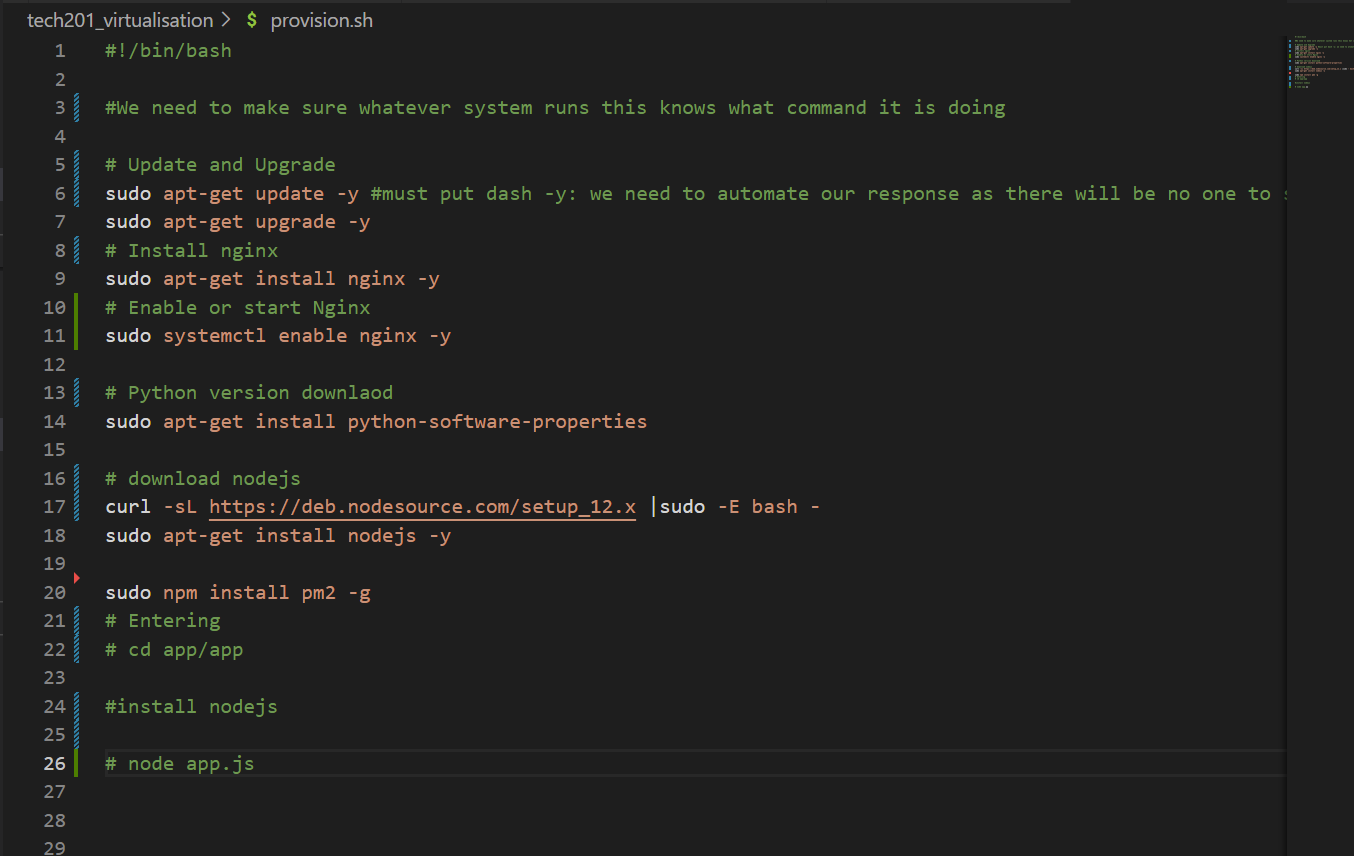 tech201_virtualisation > $ provision.sh
1 #!/bin/bash
2
3 #We need to make sure whatever system runs this knows what command it is doing
4
5 # Update and Upgrade
6 sudo apt-get update -y #must put dash -y: we need to automate our response as there will be no one to
7 sudo apt-get upgrade -y
8 # Install nginx
9 sudo apt-get install nginx -y
10 # Enable or start Nginx
11 sudo systemctl enable nginx -y
12
13 # Python version downlaod
14 sudo apt-get install python-software-properties
15
16 # download nodejs
17 curl -sL https://deb.nodesource.com/setup_12.x |sudo -E bash -
18 sudo apt-get install nodejs -y
19
20 sudo npm install pm2 -g
21 # Entering
22 # cd app/app
23
24 #install nodejs
25
26 # node app.js
27
28
29